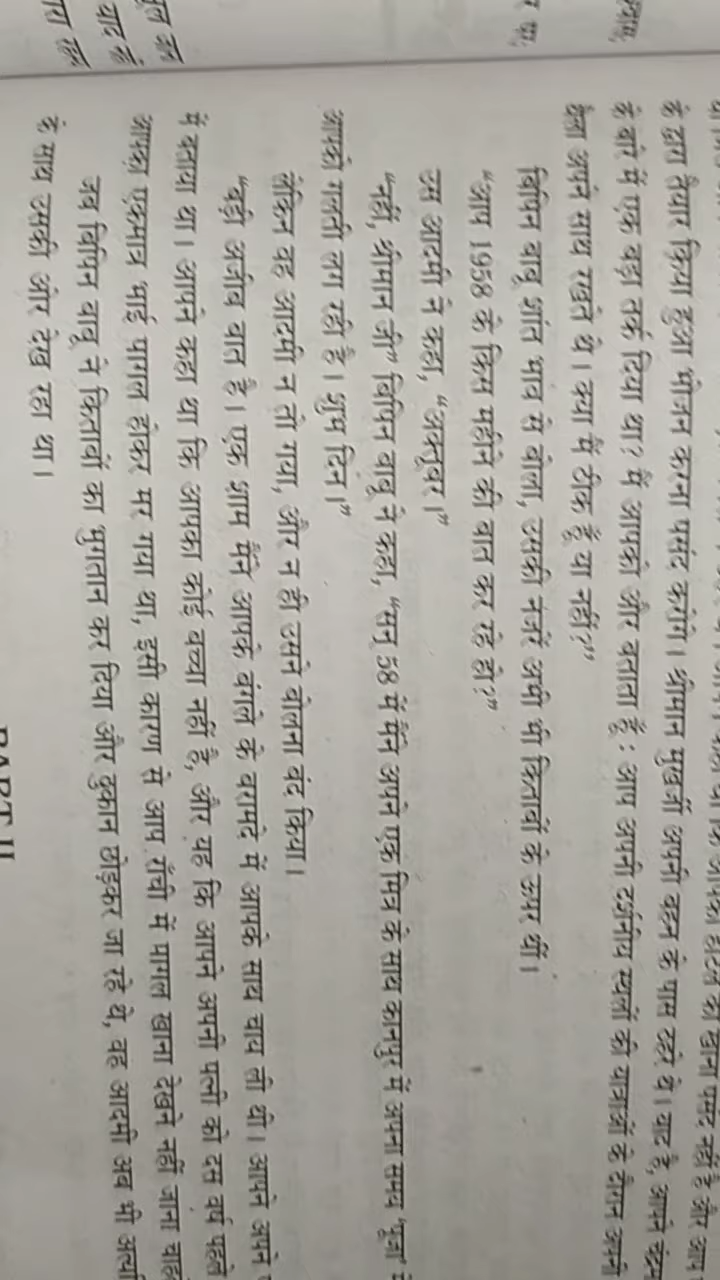 के द्वारा तैयार किया हुआ भोजन करना पसंद करोगे। श्रीमान मुखर्जी अपनी बहन के पास ठहरे थे। याद है, आपने
के बारे में एक बड़ा तर्क दिया था? मैं आपको और बताता हूँ : आप अपनी दर्शनीय स्थलों की यात्राओं के दौरान अपनी
थैला अपने साथ रखते थे। क्या मैं ठीक हूँ या नहीं?”
विपिन बाबू शांत भाव से बोला, उसकी नजरें अभी भी किताबों के ऊपर थीं।
“आप 1958 के किस महीने की बात कर रहे हो?”
उस आदमी ने कहा, “अक्तूबर।”
“नहीं, श्रीमान जी” विपिन बाबू ने कहा, “सन् 58 में मैंने अपने एक मित्र के साथ कानपुर में अपना समय 'पूजा'
आपको गलती लग रही है। शुभ दिन।”
लेकिन वह आदमी न तो गया, और न ही उसने बोलना बंद किया।
“बड़ी अजीब बात है। एक शाम मैंने आपके बंगले के बरामदे में आपके साथ चाय ली थी। आपने अपने
में बताया था। आपने कहा था कि आपका कोई बच्चा नहीं है, और यह कि आपने अपनी पत्नी को दस वर्ष पहले
आपका एकमात्र भाई पागल होकर मर गया था, इसी कारण से आप राँची में पागल खाना देखने नहीं जाना
जब विपिन बाबू ने किताबों का भुगतान कर दिया और दुकान छोड़कर जा रहे थे, वह आदमी अब भी
के साथ उसकी ओर देख रहा था।
PART II